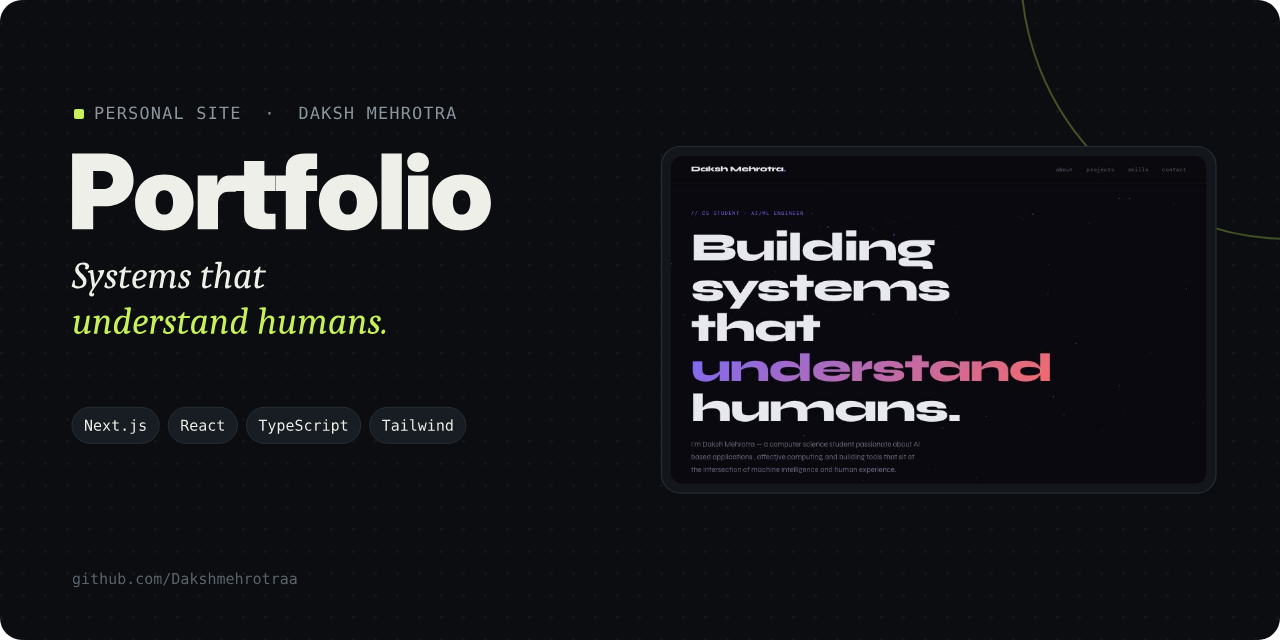 PERSONAL SITE · DAKSH MEHROTRA
Portfolio
Systems that
understand humans.
Next.js React TypeScript Tailwind
github.com/Dakshmehrotraa
Daksh Mehrotra.
about projects skills contact
// CS STUDENT · AI/ML ENGINEER
Building
systems
that
understand
humans.
I'm Daksh Mehrotra — a computer science student passionate about AI
based applications , affective computing, and building tools that sit at
the intersection of machine intelligence and human experience.